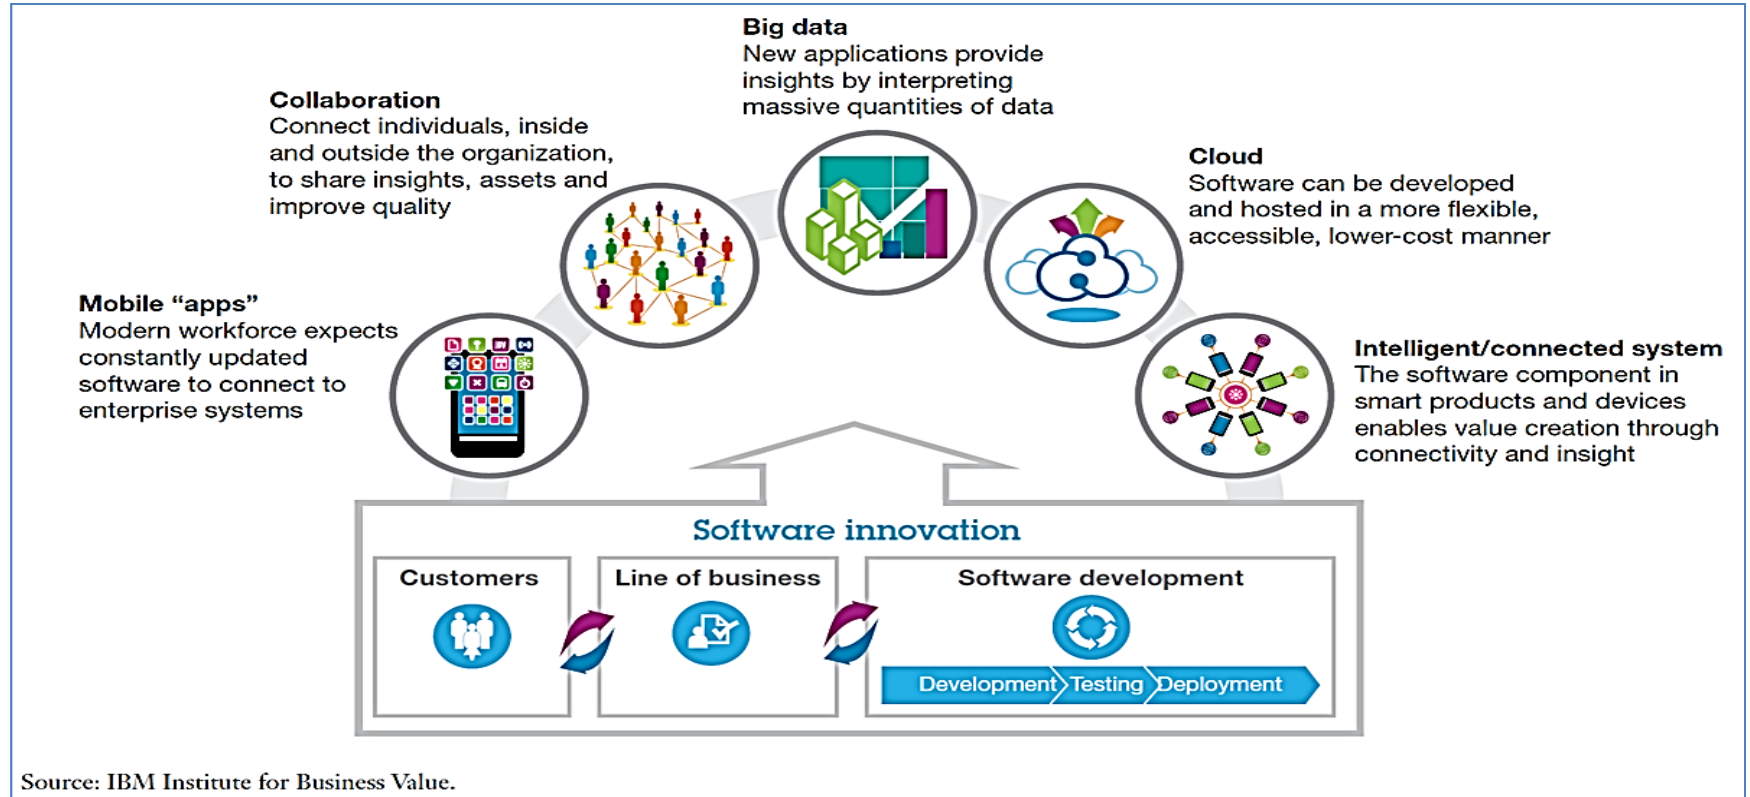 Big data
New applications provide
insights by interpreting
massive quantities of data
Collaboration
Connect individuals, inside
and outside the organization,
to share insights, assets and
improve quality
Cloud
Software can be developed
and hosted in a more flexible,
accessible, lower-cost manner
Mobile “apps”
Modern workforce expects
constantly updated
software to connect to
enterprise systems
Intelligent/connected system
The software component in
smart products and devices
enables value creation through
connectivity and insight
Software innovation
Customers
Line of business
Software development
Development Testing Deployment
Source: IBM Institute for Business Value.